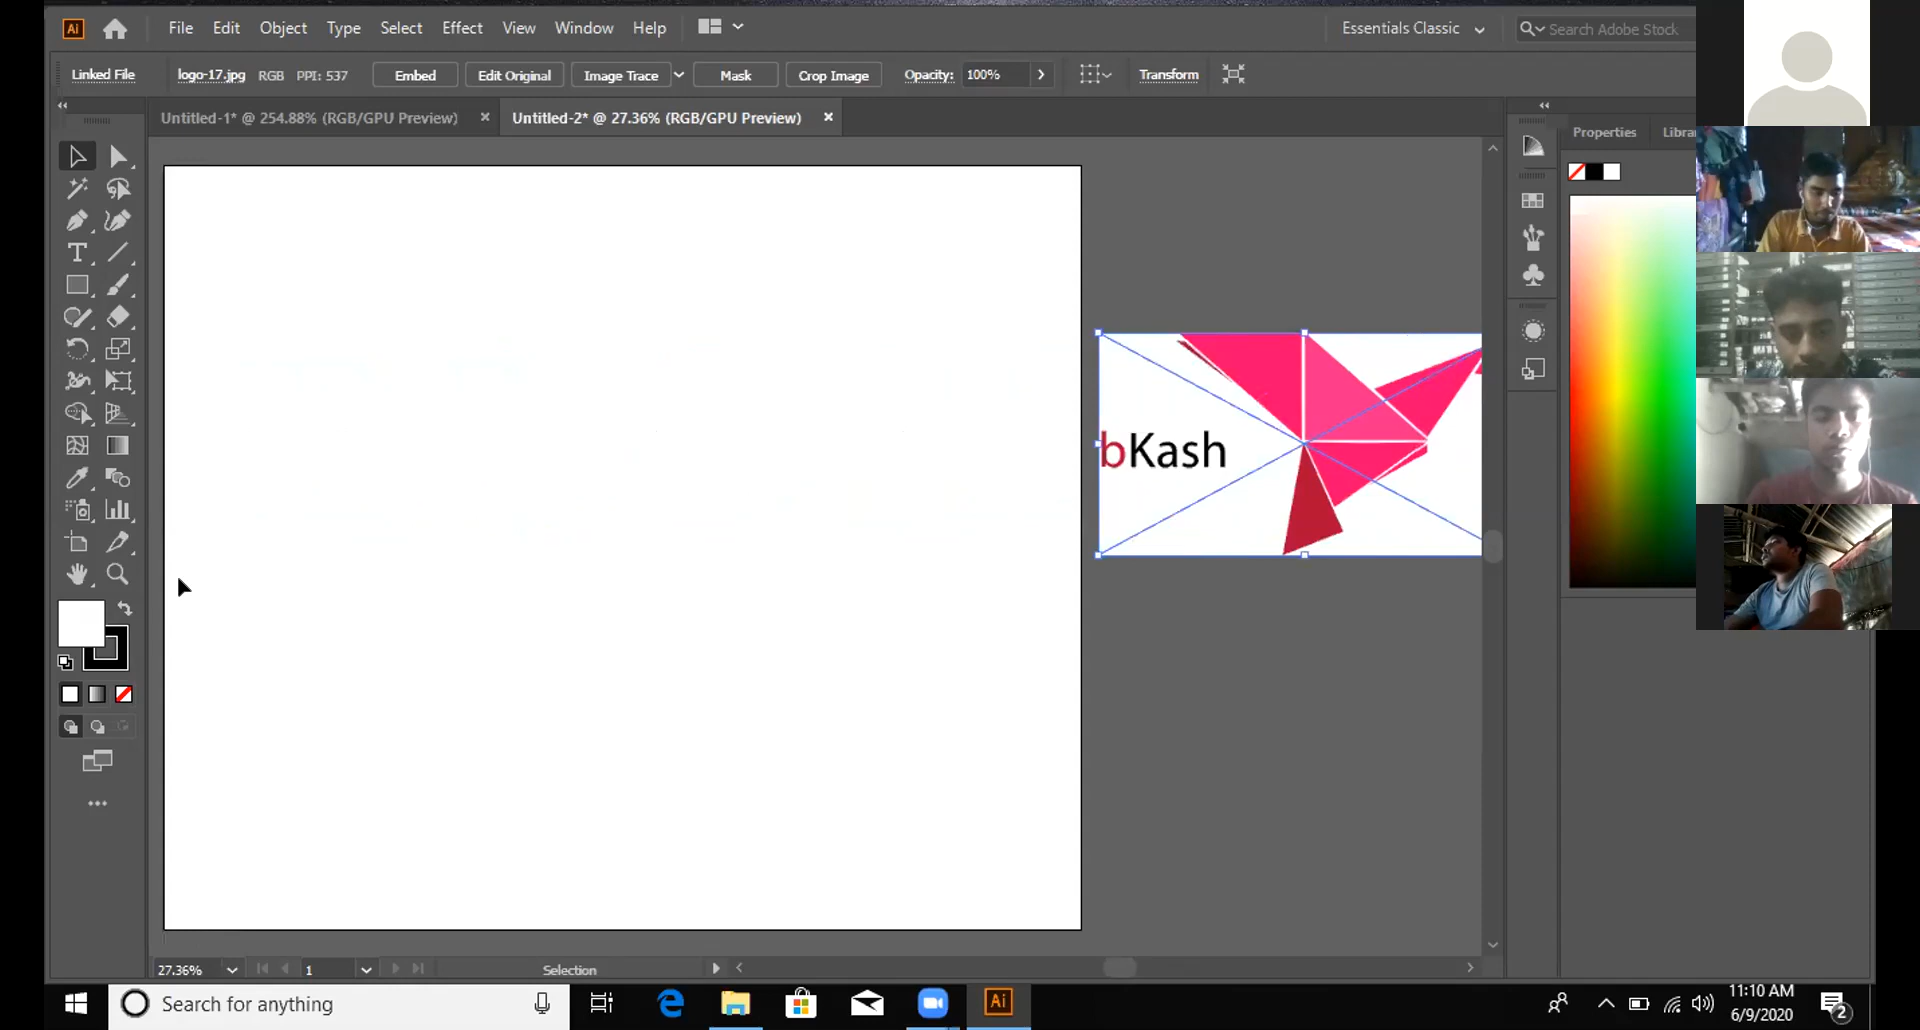 Ai File Edit Object Type Select Effect View Window Help Essentials Classic Search Adobe Stock
Linked File logo-17.jpg RGB PPI: 537 Embed Edit Original Image Trace Mask Crop Image Opacity: 100% Transform
Untitled-1* @ 254.88% (RGB/GPU Preview) Untitled-2* @ 27.36% (RGB/GPU Preview)
Properties
bKash
27.36% 1 Selection
Search for anything
Ai
11:10 AM
6/9/2020
2